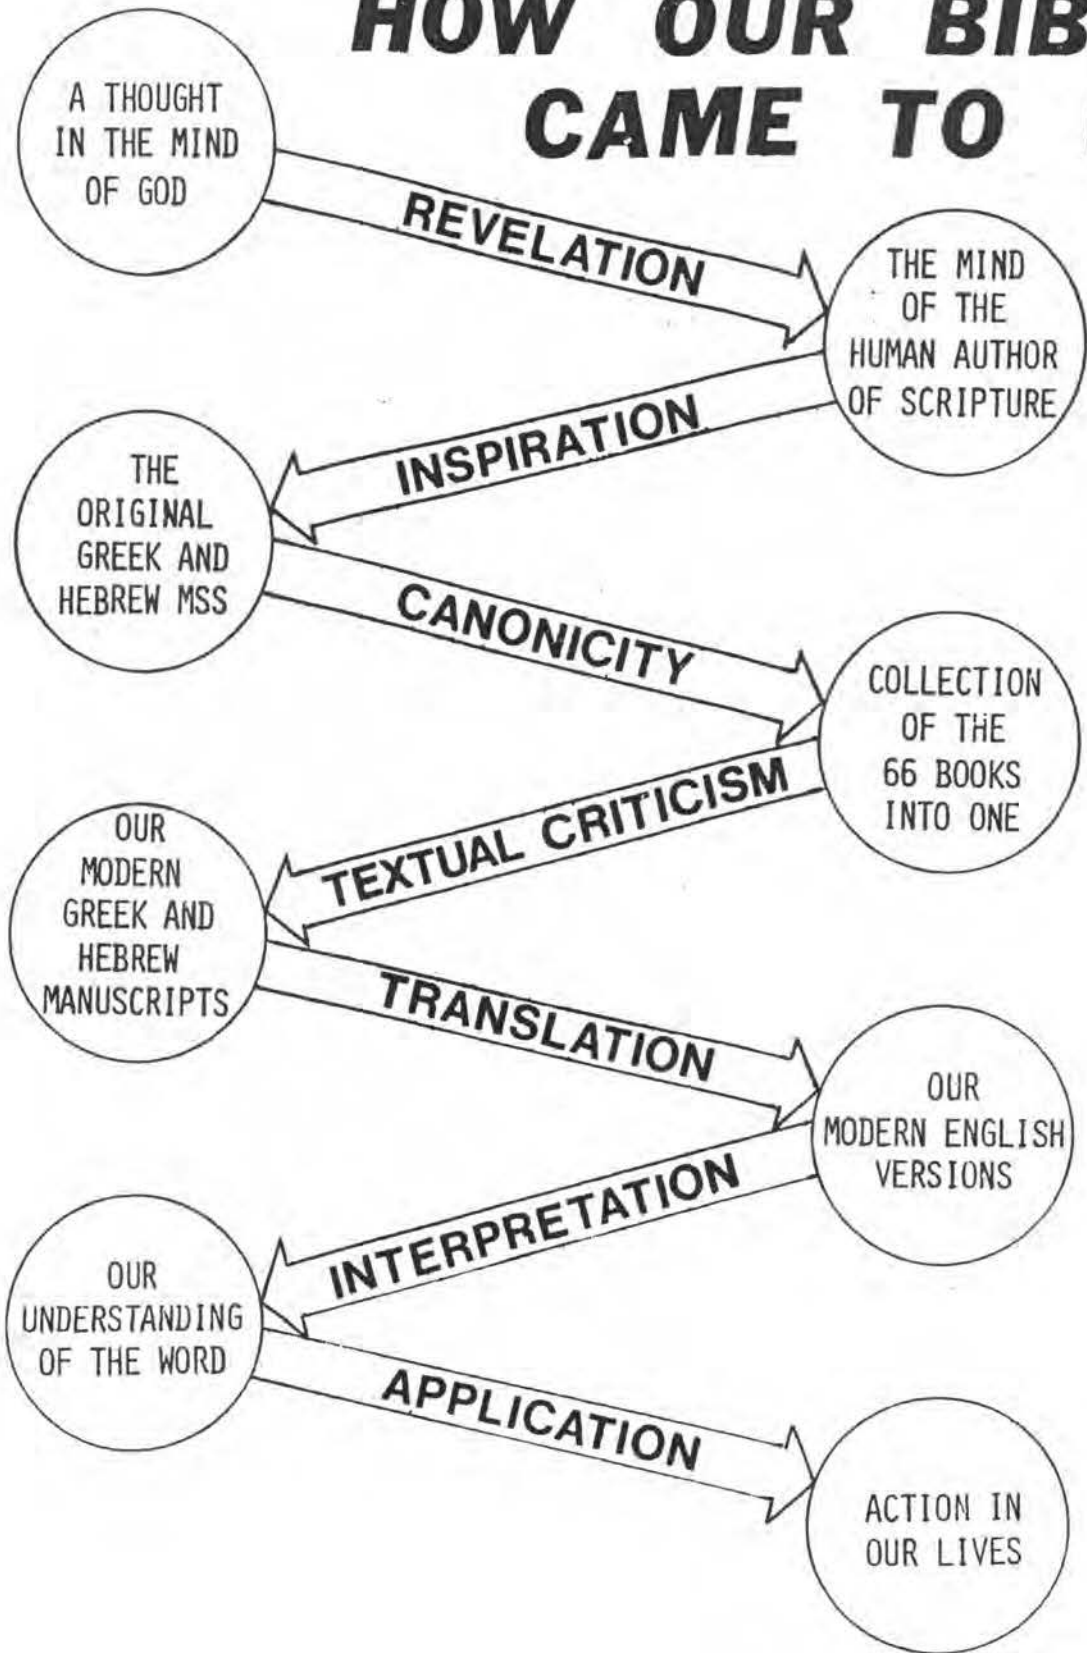 HOW OUR BIB
CAME TO
A THOUGHT
IN THE MIND
OF GOD
REVELATION
THE MIND
OF THE
HUMAN AUTHOR
OF SCRIPTURE
INSPIRATION
THE
ORIGINAL
GREEK AND
HEBREW MSS
CANONICITY
COLLECTION
OF THE
66 BOOKS
INTO ONE
TEXTUAL CRITICISM
OUR
MODERN
GREEK AND
HEBREW
MANUSCRIPTS
TRANSLATION
OUR
MODERN ENGLISH
VERSIONS
INTERPRETATION
OUR
UNDERSTANDING
OF THE WORD
APPLICATION
ACTION IN
OUR LIVES